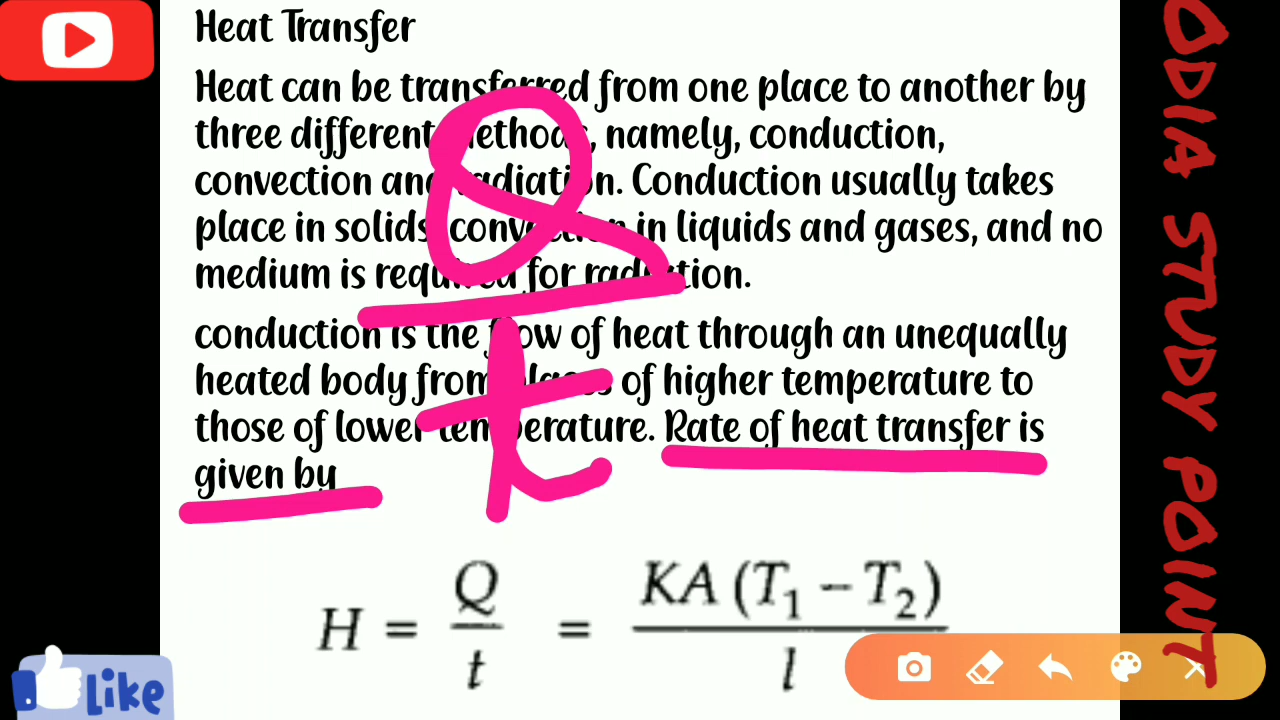 Heat Transfer
Heat can be transferred from one place to another by
three different methods, namely, conduction,
convection and radiation. Conduction usually takes
place in solids, convection in liquids and gases, and no
medium is required for radiation.
conduction is the flow of heat through an unequally
heated body from places of higher temperature to
those of lower temperature. Rate of heat transfer is
given by
Q
t
H = Q/t = KA (T₁ − T₂)/l
Like
ODIA STUDY POINT